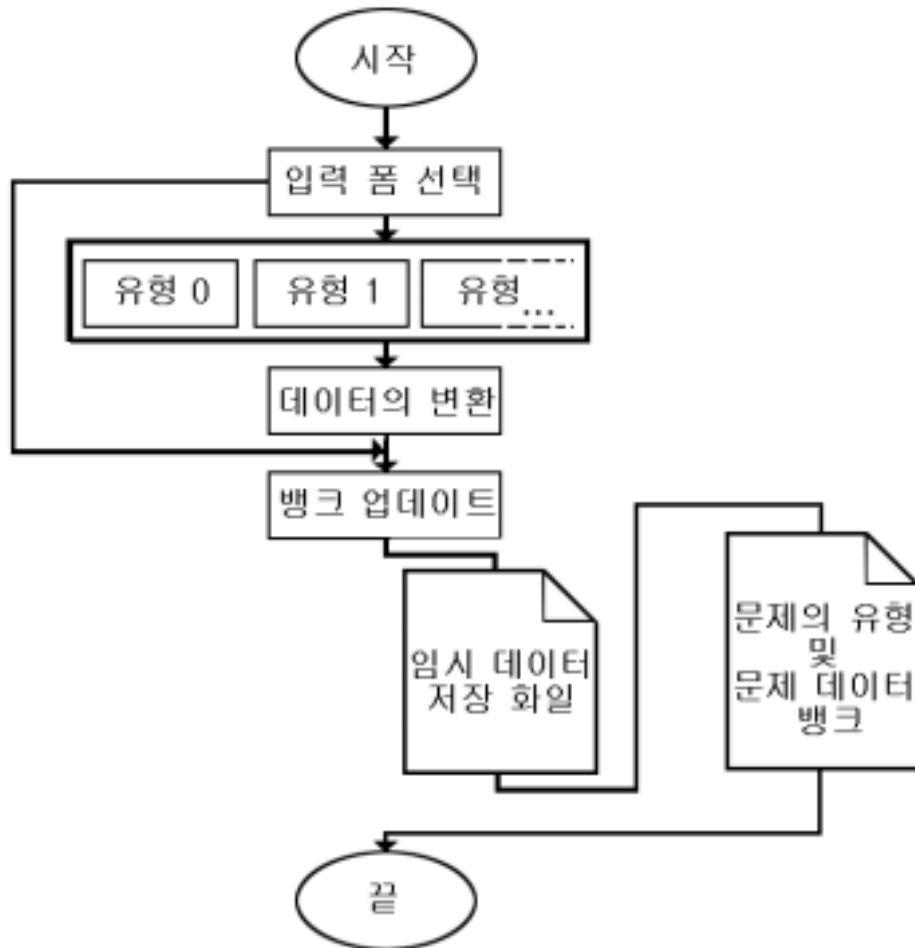 시작
입력 폼 선택
유형 0
유형 1
유형...
데이터의 변환
뱅크 업데이트
임시 데이터
저장 화일
문제의 유형
및
문제 데이터
뱅크
끝